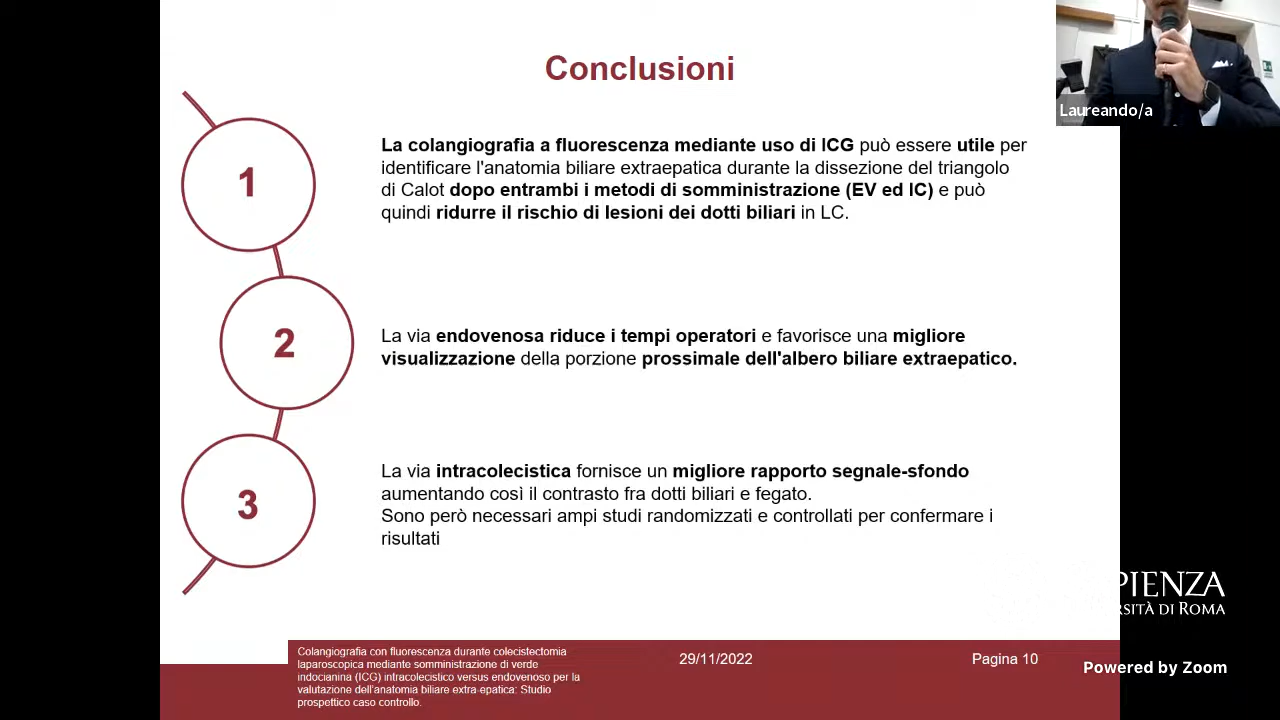 Conclusioni
Laureando/a
1
La colangiografia a fluorescenza mediante uso di ICG può essere utile per
identificare l'anatomia biliare extraepatica durante la dissezione del triangolo
di Calot dopo entrambi i metodi di somministrazione (EV ed IC) e può
quindi ridurre il rischio di lesioni dei dotti biliari in LC.
2
La via endovenosa riduce i tempi operatori e favorisce una migliore
visualizzazione della porzione prossimale dell'albero biliare extraepatico.
3
La via intracolecistica fornisce un migliore rapporto segnale-sfondo
aumentando così il contrasto fra dotti biliari e fegato.
Sono però necessari ampi studi randomizzati e controllati per confermare i
risultati
PIENZA
RSITÀ DI ROMA
Colangiografia con fluorescenza durante colecistectomia
laparoscopica mediante somministrazione di verde
indocianina (ICG) intracolecistico versus endovenoso per la
valutazione dell'anatomia biliare extra-epatica: Studio
prospettico caso controllo.
29/11/2022
Pagina 10
Powered by Zoom